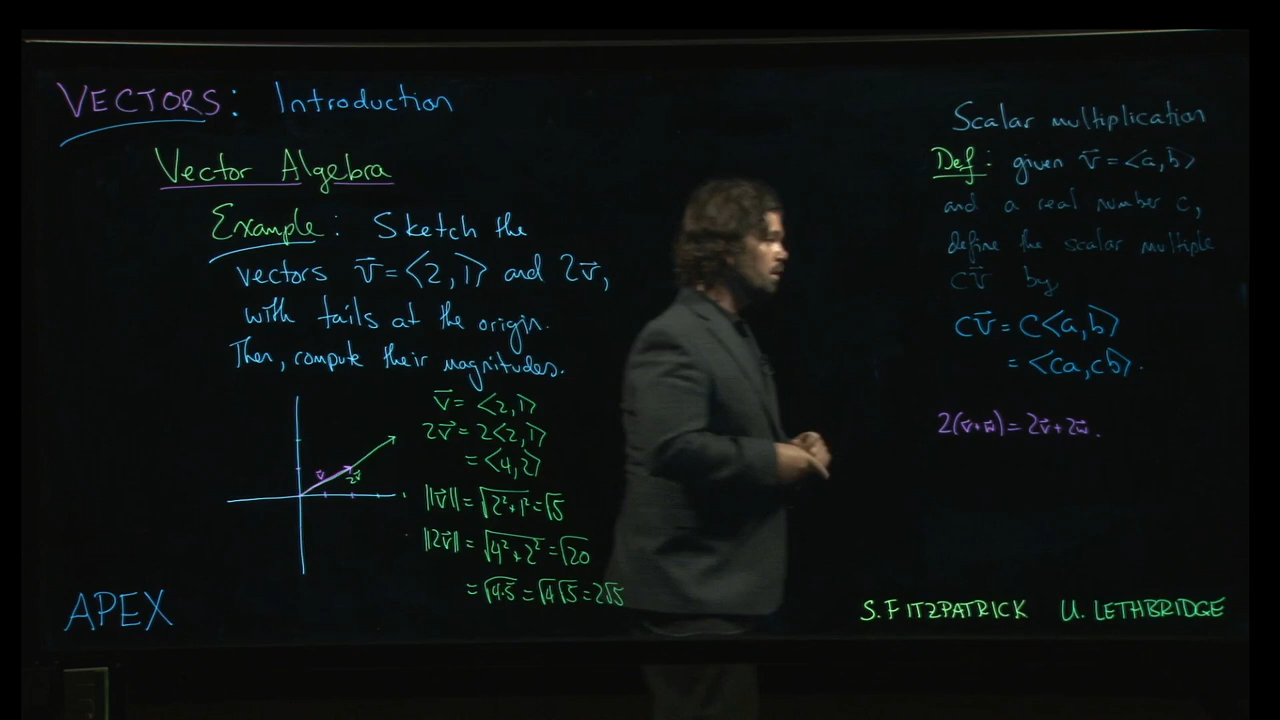 VECTORS: Introduction
Vector Algebra
Example: Sketch the
vectors v⃗ = ⟨2,1⟩ and 2v⃗,
with tails at the origin.
Then, compute their magnitudes.
v⃗ = ⟨2,1⟩
2v⃗ = 2⟨2,1⟩
= ⟨4,2⟩
||v⃗|| = √(2²+1²) = √5
||2v⃗|| = √(4²+2²) = √20
= √(4·5) = √4√5 = 2√5
v⃗
2v⃗
APEX
Scalar multiplication
Def: given v⃗ = ⟨a,b⟩
and a real number c,
define the scalar multiple
cv⃗ by
cv⃗ = c⟨a,b⟩
= ⟨ca,cb⟩.
2(v⃗+w⃗) = 2v⃗+2w⃗.
S. FITZPATRICK U. LETHBRIDGE